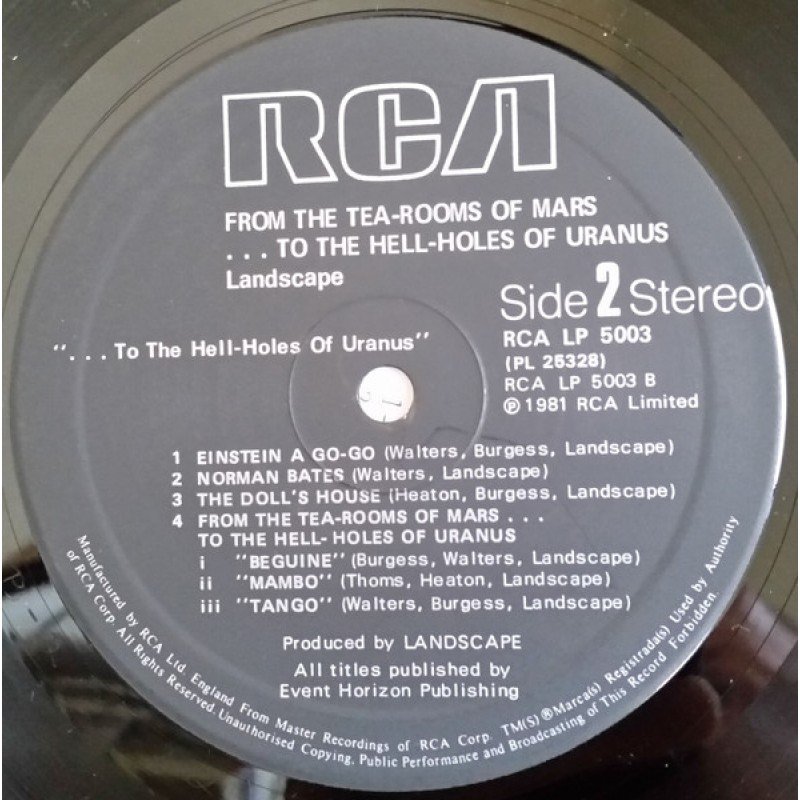 RCA
FROM THE TEA-ROOMS OF MARS
. . . TO THE HELL-HOLES OF URANUS
Landscape
Side 2 Stereo
RCA LP 5003
(PL 25328)
RCA LP 5003 B
℗ 1981 RCA Limited
". . . To The Hell-Holes Of Uranus"
1 EINSTEIN A GO-GO (Walters, Burgess, Landscape)
2 NORMAN BATES (Walters, Landscape)
3 THE DOLL'S HOUSE (Heaton, Burgess, Landscape)
4 FROM THE TEA-ROOMS OF MARS . . .
TO THE HELL- HOLES OF URANUS
i "BEGUINE" (Burgess, Walters, Landscape)
ii "MAMBO" (Thoms, Heaton, Landscape)
iii "TANGO" (Walters, Burgess, Landscape)
Produced by LANDSCAPE
All titles published by
Event Horizon Publishing
Manufactured by RCA Ltd. England From Master Recordings of RCA Corp. TM(S) ® Marca(s) Registrada(s) Used by Authority
of RCA Corp. All Rights Reserved. Unauthorised Copying, Public Performance and Broadcasting of This Record Forbidden.